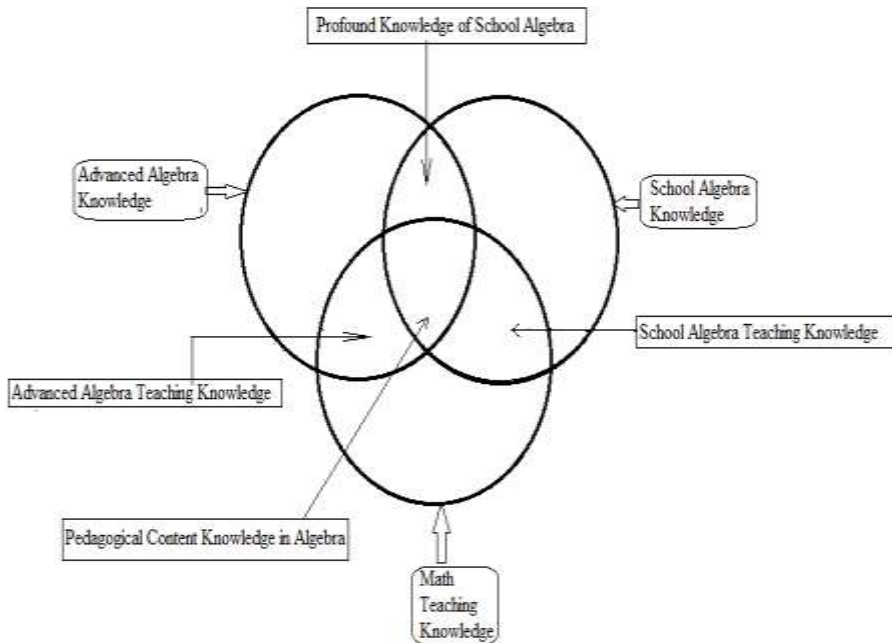 Profound Knowledge of School Algebra
Advanced Algebra
Knowledge
School Algebra
Knowledge
School Algebra Teaching Knowledge
Advanced Algebra Teaching Knowledge
Pedagogical Content Knowledge in Algebra
Math
Teaching
Knowledge